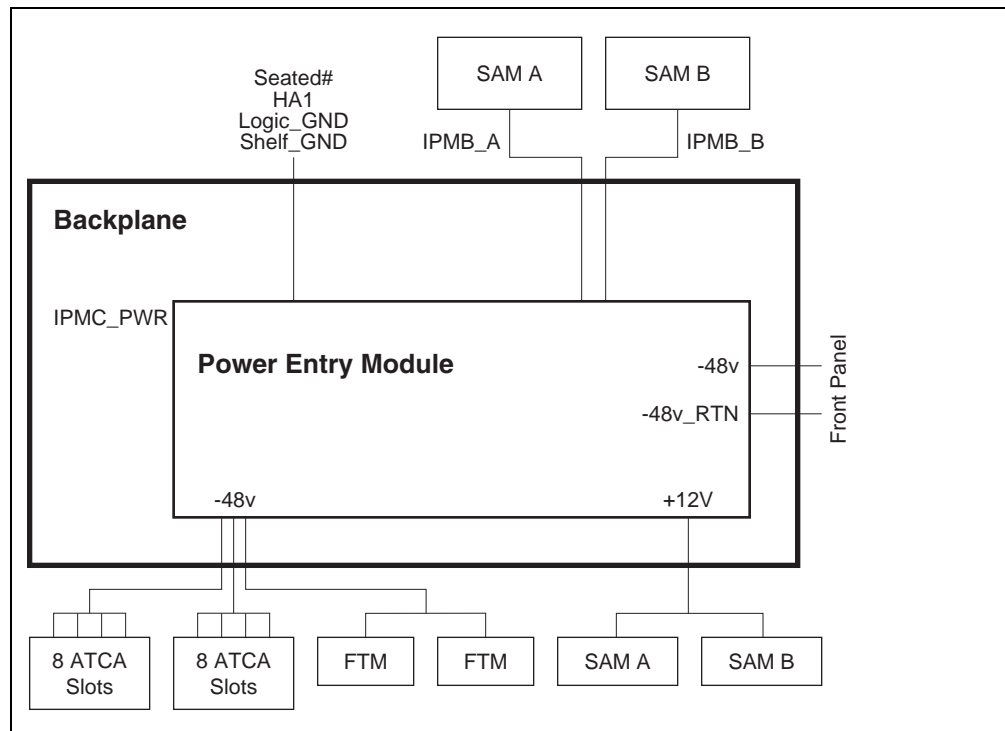 Seated#
HA1
Logic_GND
Shelf_GND
SAM A
SAM B
IPMB_A
IPMB_B
Backplane
IPMC_PWR
Power Entry Module
-48v
-48v_RTN
Front Panel
-48v
+12V
8 ATCA
Slots
8 ATCA
Slots
FTM
FTM
SAM A
SAM B